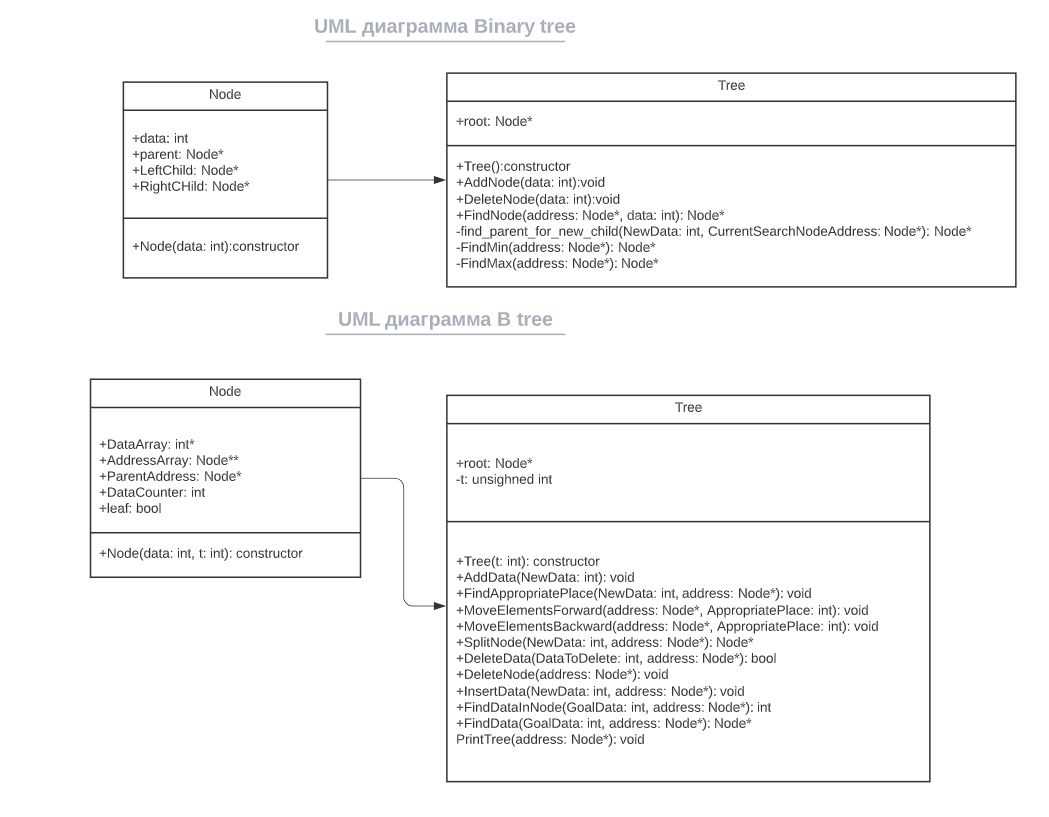 UML диаграмма Binary tree
Node
+data: int
+parent: Node*
+LeftChild: Node*
+RightCHild: Node*
+Node(data: int):constructor
Tree
+root: Node*
+Tree():constructor
+AddNode(data: int):void
+DeleteNode(data: int):void
+FindNode(address: Node*, data: int): Node*
-find_parent_for_new_child(NewData: int, CurrentSearchNodeAddress: Node*): Node*
-FindMin(address: Node*): Node*
-FindMax(address: Node*): Node*
UML диаграмма B tree
Node
+DataArray: int*
+AddressArray: Node**
+ParentAddress: Node*
+DataCounter: int
+leaf: bool
+Node(data: int, t: int): constructor
Tree
+root: Node*
-t: unsighned int
+Tree(t: int): constructor
+AddData(NewData: int): void
+FindAppropriatePlace(NewData: int, address: Node*): void
+MoveElementsForward(address: Node*, AppropriatePlace: int): void
+MoveElementsBackward(address: Node*, AppropriatePlace: int): void
+SplitNode(NewData: int, address: Node*): Node*
+DeleteData(DataToDelete: int, address: Node*): bool
+DeleteNode(address: Node*): void
+InsertData(NewData: int, address: Node*): void
+FindDataInNode(GoalData: int, address: Node*): int
+FindData(GoalData: int, address: Node*): Node*
PrintTree(address: Node*): void